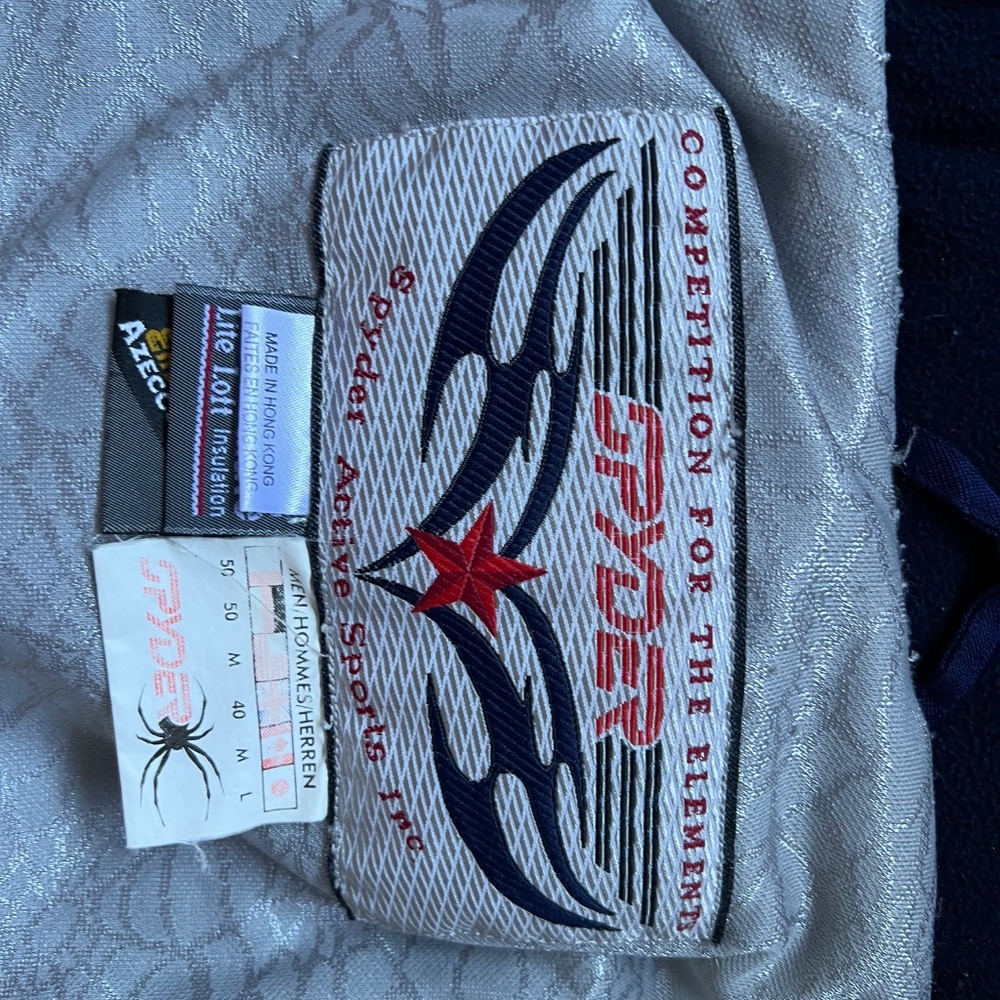 COMPETITION FOR THE ELEMENTS
SPYDER
Spyder Active Sports Inc
MADE IN HONG KONG
FAITES EN HONG KONG
Lite Loft Insulation
MEN/HOMMES/HERREN
50 50 M 40 M L
SPYDER